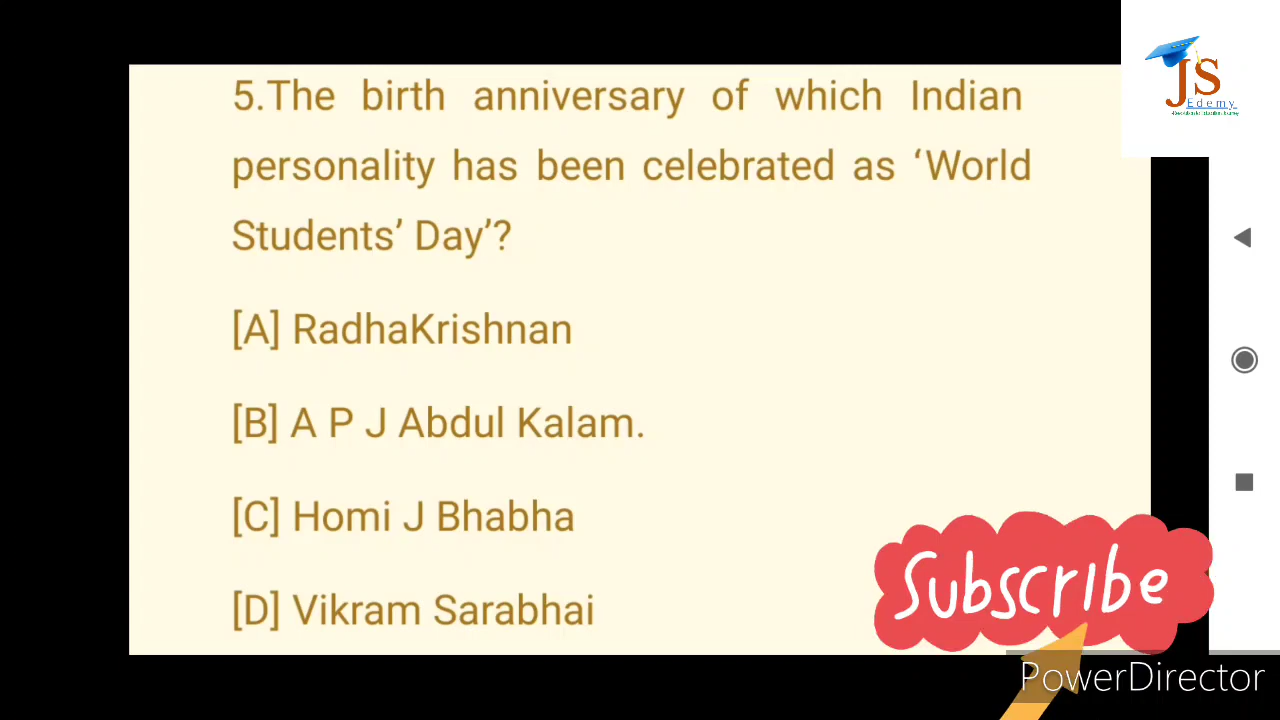 JS
Edemy
5.The birth anniversary of which Indian
personality has been celebrated as ‘World
Students’ Day’?
[A] RadhaKrishnan
[B] A P J Abdul Kalam.
[C] Homi J Bhabha
[D] Vikram Sarabhai
Subscribe
PowerDirector